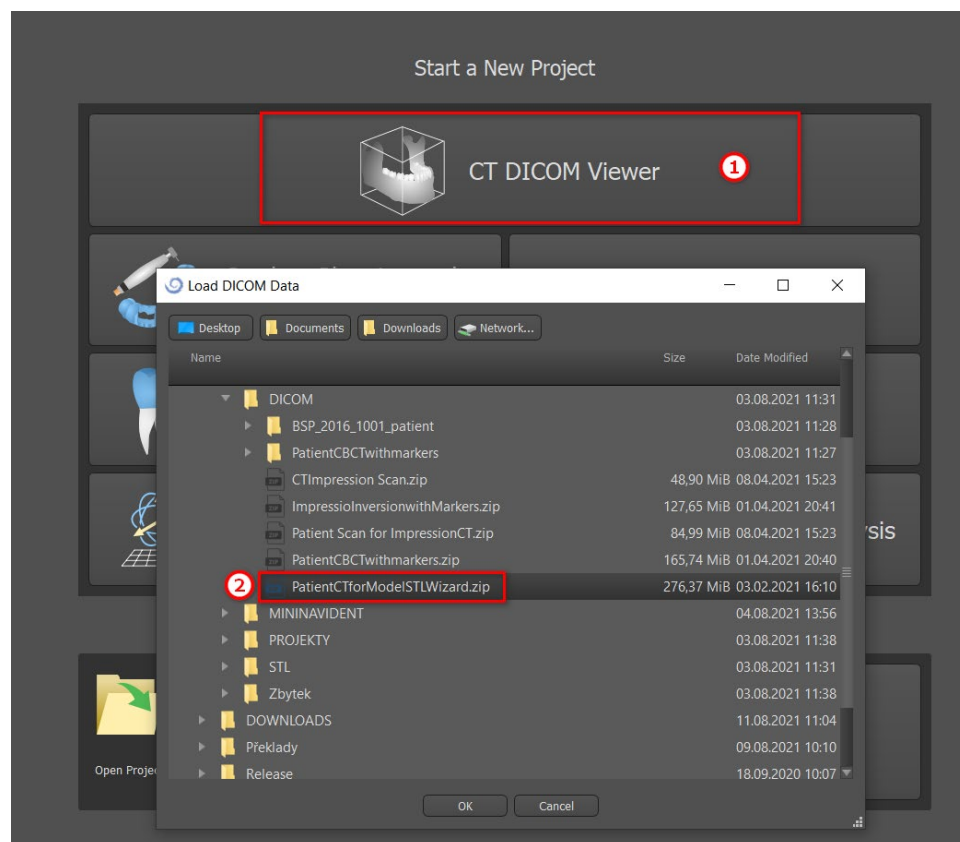 Start a New Project
CT DICOM Viewer
1
Load DICOM Data
Desktop Documents Downloads Network...
Name Size Date Modified
DICOM 03.08.2021 11:31
BSP_2016_1001_patient 03.08.2021 11:28
PatientCBCTwithmarkers 03.08.2021 11:27
CTImpression Scan.zip 48,90 MiB 08.04.2021 15:23
ImpressioInversionwithMarkers.zip 127,65 MiB 01.04.2021 20:41
Patient Scan for ImpressionCT.zip 84,99 MiB 08.04.2021 15:23
PatientCBCTwithmarkers.zip 165,74 MiB 01.04.2021 20:40
2 PatientCTforModelSTLWizard.zip 276,37 MiB 03.02.2021 16:10
MININAVIDENT 04.08.2021 13:56
PROJEKTY 03.08.2021 11:38
STL 03.08.2021 11:31
Zbytek 03.08.2021 11:38
DOWNLOADS 11.08.2021 11:04
Překlady 09.08.2021 10:10
Release 18.09.2020 10:07
sis
Open Proje
OK Cancel